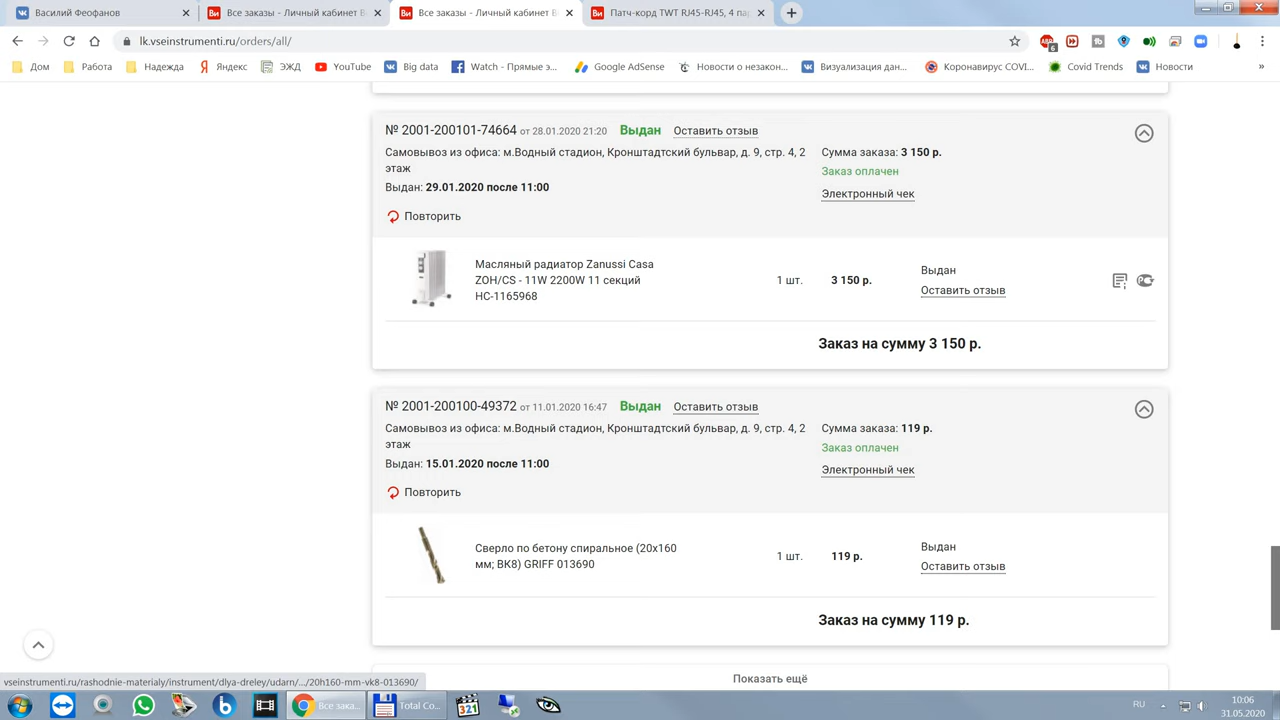 Василий Феофанов
Все заказы - Личный кабинет В
Все заказы - Личный кабинет В
Патч-корд TWT RJ45-RJ45, 4 пар
lk.vseinstrumenti.ru/orders/all/
6
Дом
Работа
Надежда
Яндекс
ЭЖД
YouTube
Big data
Watch - Прямые э...
Google AdSense
Новости о незакон...
Визуализация дан...
Коронавирус COVI...
Covid Trends
Новости
»
№ 2001-200101-74664 от 28.01.2020 21:20 Выдан Оставить отзыв
Самовывоз из офиса: м.Водный стадион, Кронштадтский бульвар, д. 9, стр. 4, 2
этаж
Выдан: 29.01.2020 после 11:00
Повторить
Сумма заказа: 3 150 р.
Заказ оплачен
Электронный чек
Масляный радиатор Zanussi Casa
ZOH/CS - 11W 2200W 11 секций
НС-1165968
1 шт.
3 150 р.
Выдан
Оставить отзыв
Заказ на сумму 3 150 р.
№ 2001-200100-49372 от 11.01.2020 16:47 Выдан Оставить отзыв
Самовывоз из офиса: м.Водный стадион, Кронштадтский бульвар, д. 9, стр. 4, 2
этаж
Выдан: 15.01.2020 после 11:00
Повторить
Сумма заказа: 119 р.
Заказ оплачен
Электронный чек
Сверло по бетону спиральное (20х160
мм; ВК8) GRIFF 013690
1 шт.
119 р.
Выдан
Оставить отзыв
Заказ на сумму 119 р.
Показать ещё
vseinstrumenti.ru/rashodnie-materialy/instrument/dlya-dreley/udarn/.../20h160-mm-vk8-013690/
Все зака...
Total Co...
321
RU
10:06
31.05.2020